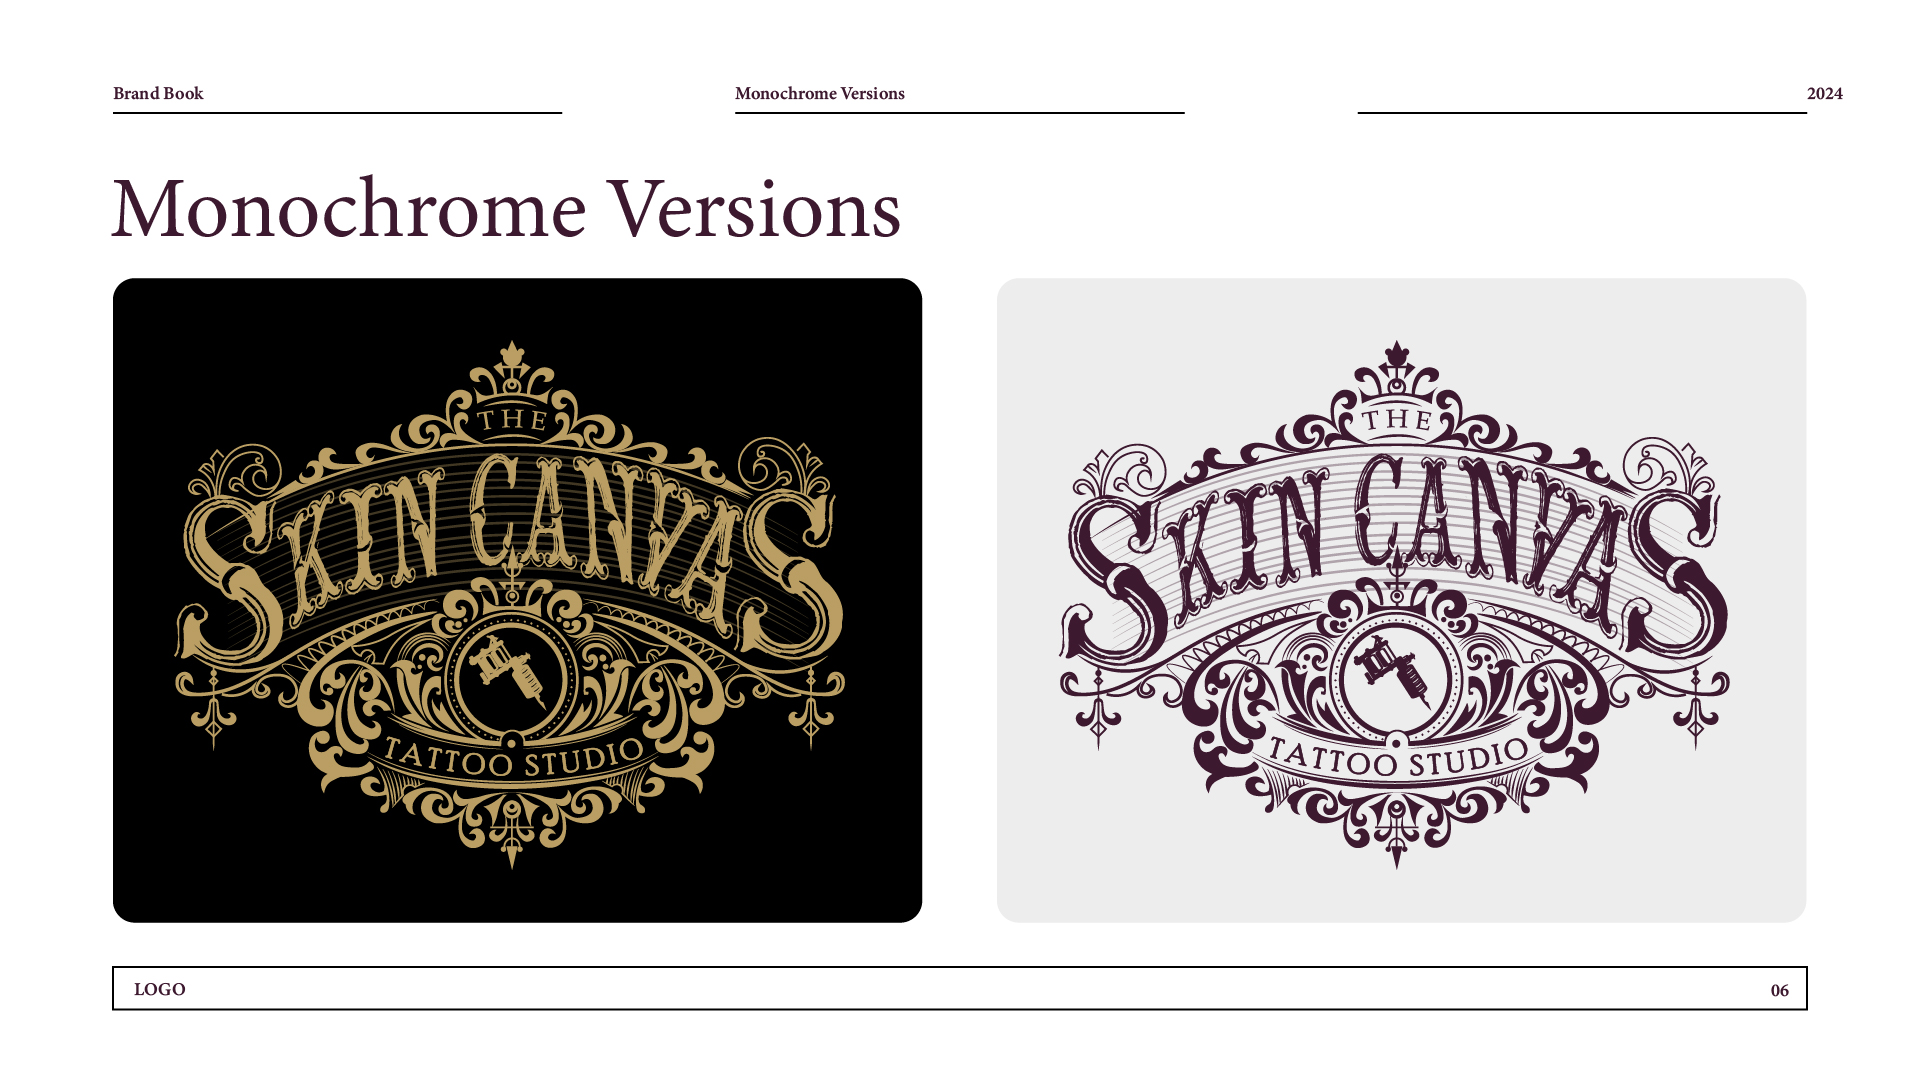 Brand Book
Monochrome Versions
2024
Monochrome Versions
THE
SKIN CANVAS
TATTOO STUDIO
THE
SKIN CANVAS
TATTOO STUDIO
LOGO
06